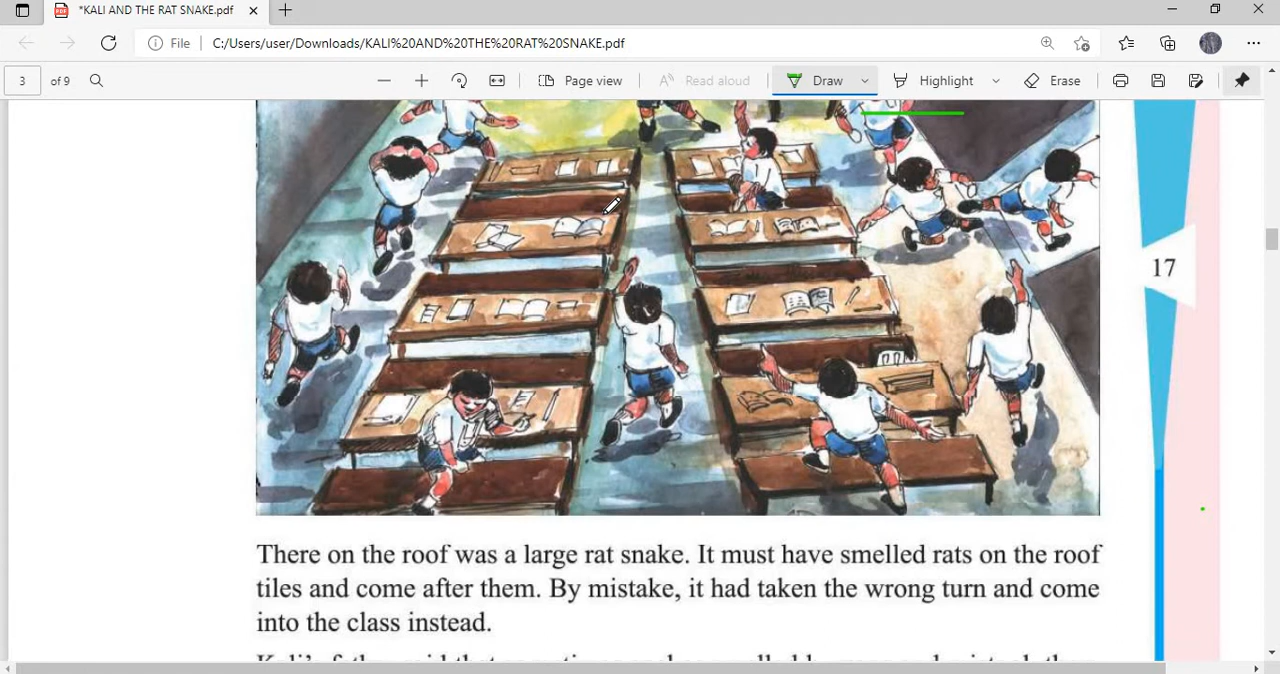 *KALI AND THE RAT SNAKE.pdf
File C:/Users/user/Downloads/KALI%20AND%20THE%20RAT%20SNAKE.pdf
3 of 9 Page view Read aloud Draw Highlight Erase
17
There on the roof was a large rat snake. It must have smelled rats on the roof
tiles and come after them. By mistake, it had taken the wrong turn and come
into the class instead.